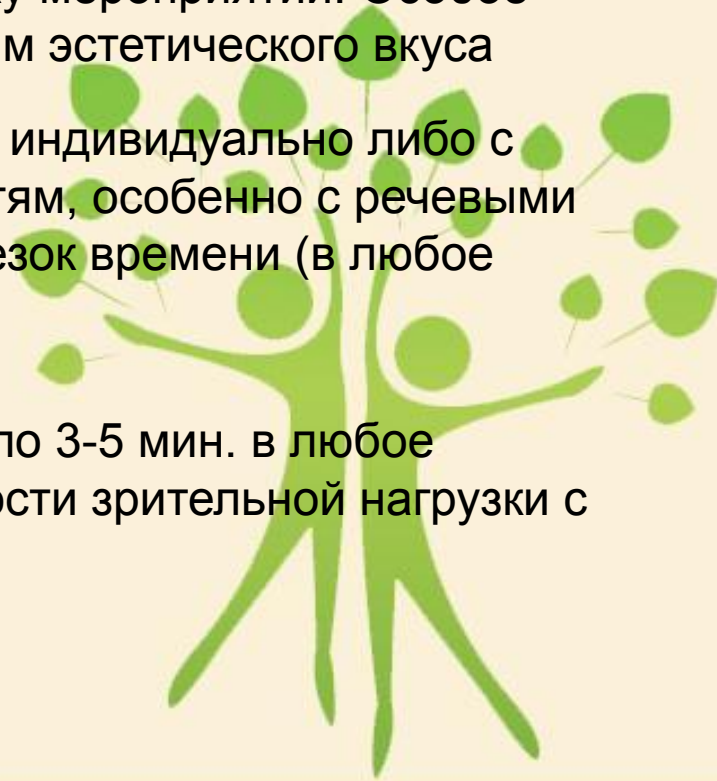 м эстетического вкуса
индивидуально либо с
тям, особенно с речевыми
езок времени (в любое
по 3-5 мин. в любое
ости зрительной нагрузки с